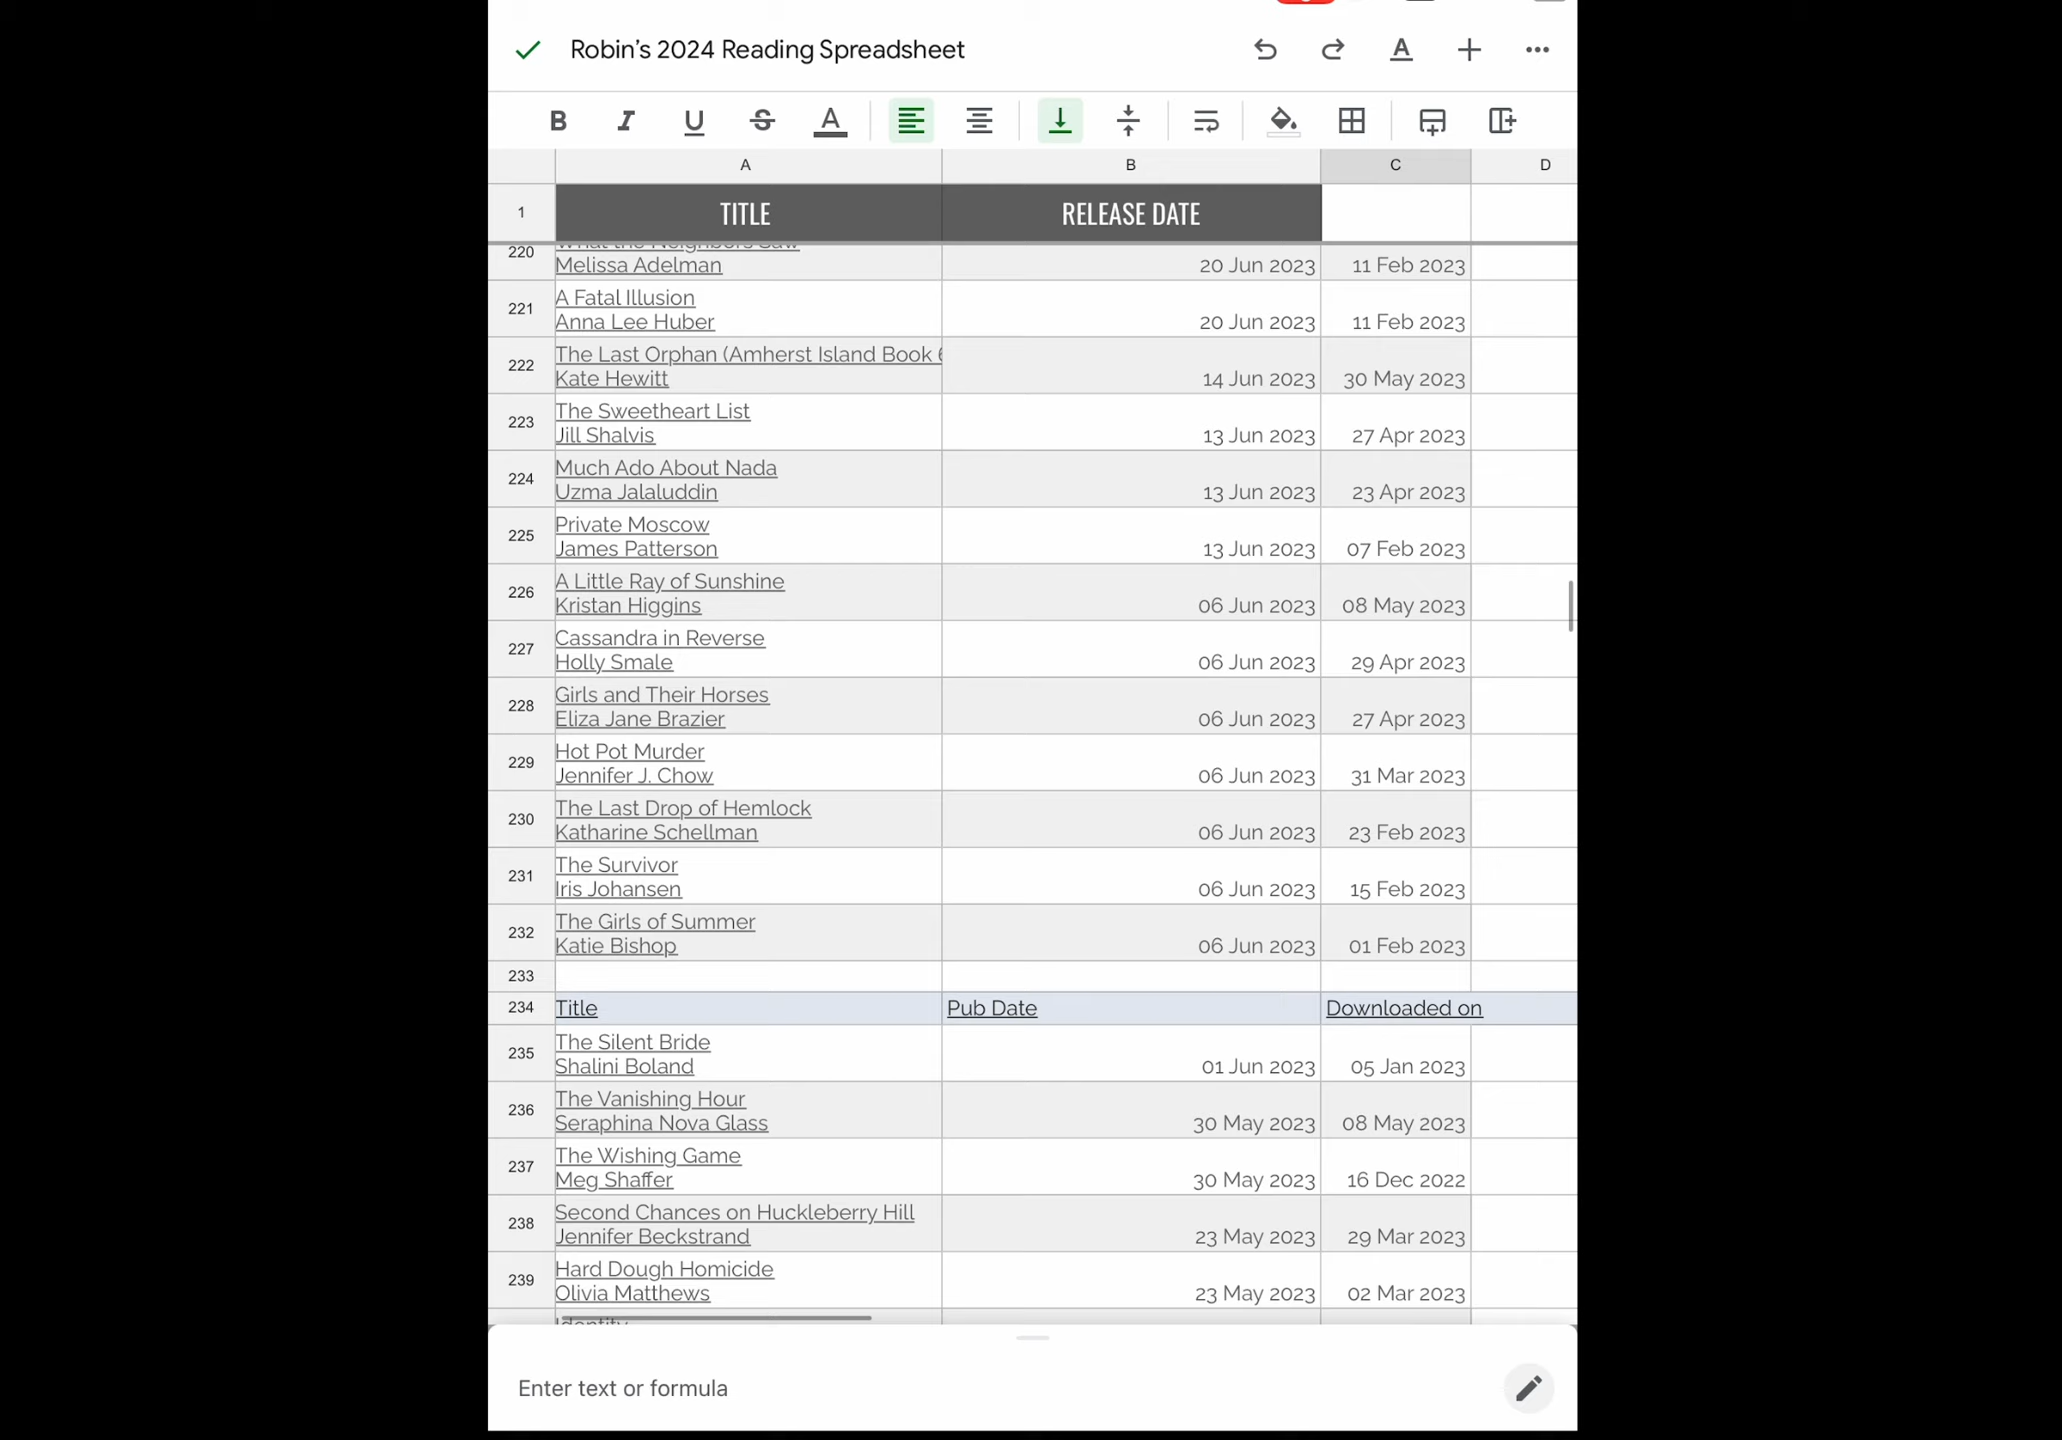 Robin's 2024 Reading Spreadsheet
A
B I U S A
A B C D
1 TITLE RELEASE DATE
What the Neighbors Saw
220 Melissa Adelman 20 Jun 2023 11 Feb 2023
A Fatal Illusion
221 Anna Lee Huber 20 Jun 2023 11 Feb 2023
The Last Orphan (Amherst Island Book 6
222 Kate Hewitt 14 Jun 2023 30 May 2023
The Sweetheart List
223 Jill Shalvis 13 Jun 2023 27 Apr 2023
Much Ado About Nada
224 Uzma Jalaluddin 13 Jun 2023 23 Apr 2023
Private Moscow
225 James Patterson 13 Jun 2023 07 Feb 2023
A Little Ray of Sunshine
226 Kristan Higgins 06 Jun 2023 08 May 2023
Cassandra in Reverse
227 Holly Smale 06 Jun 2023 29 Apr 2023
Girls and Their Horses
228 Eliza Jane Brazier 06 Jun 2023 27 Apr 2023
Hot Pot Murder
229 Jennifer J. Chow 06 Jun 2023 31 Mar 2023
The Last Drop of Hemlock
230 Katharine Schellman 06 Jun 2023 23 Feb 2023
The Survivor
231 Iris Johansen 06 Jun 2023 15 Feb 2023
The Girls of Summer
232 Katie Bishop 06 Jun 2023 01 Feb 2023
233
234 Title Pub Date Downloaded on
The Silent Bride
235 Shalini Boland 01 Jun 2023 05 Jan 2023
The Vanishing Hour
236 Seraphina Nova Glass 30 May 2023 08 May 2023
The Wishing Game
237 Meg Shaffer 30 May 2023 16 Dec 2022
Second Chances on Huckleberry Hill
238 Jennifer Beckstrand 23 May 2023 29 Mar 2023
Hard Dough Homicide
239 Olivia Matthews 23 May 2023 02 Mar 2023
Identity
Enter text or formula